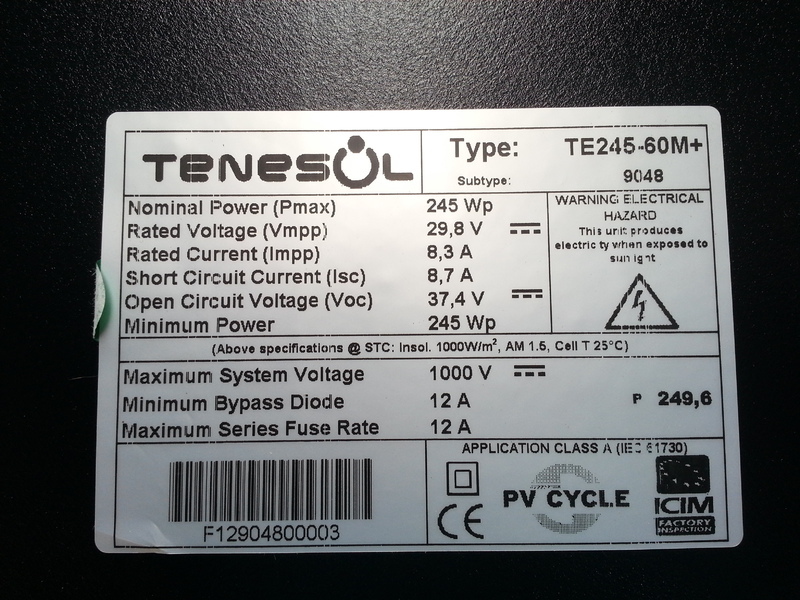 TENESOL
Type: TE245-60M+
Subtype: 9048
Nominal Power (Pmax) 245 Wp
Rated Voltage (Vmpp) 29,8 V
Rated Current (Impp) 8,3 A
Short Circuit Current (Isc) 8,7 A
Open Circuit Voltage (Voc) 37,4 V
Minimum Power 245 Wp
WARNING ELECTRICAL
HAZARD
This unit produces
electricity when exposed to
sunlight
(Above specifications @ STC: Insol. 1000W/m², AM 1.5, Cell T 25°C)
Maximum System Voltage 1000 V
Minimum Bypass Diode 12 A
Maximum Series Fuse Rate 12 A
P 249,6
F12904800003
APPLICATION CLASS A (IEC 61730)
PV CYCLE
CE
ICIM
FACTORY
INSPECTION